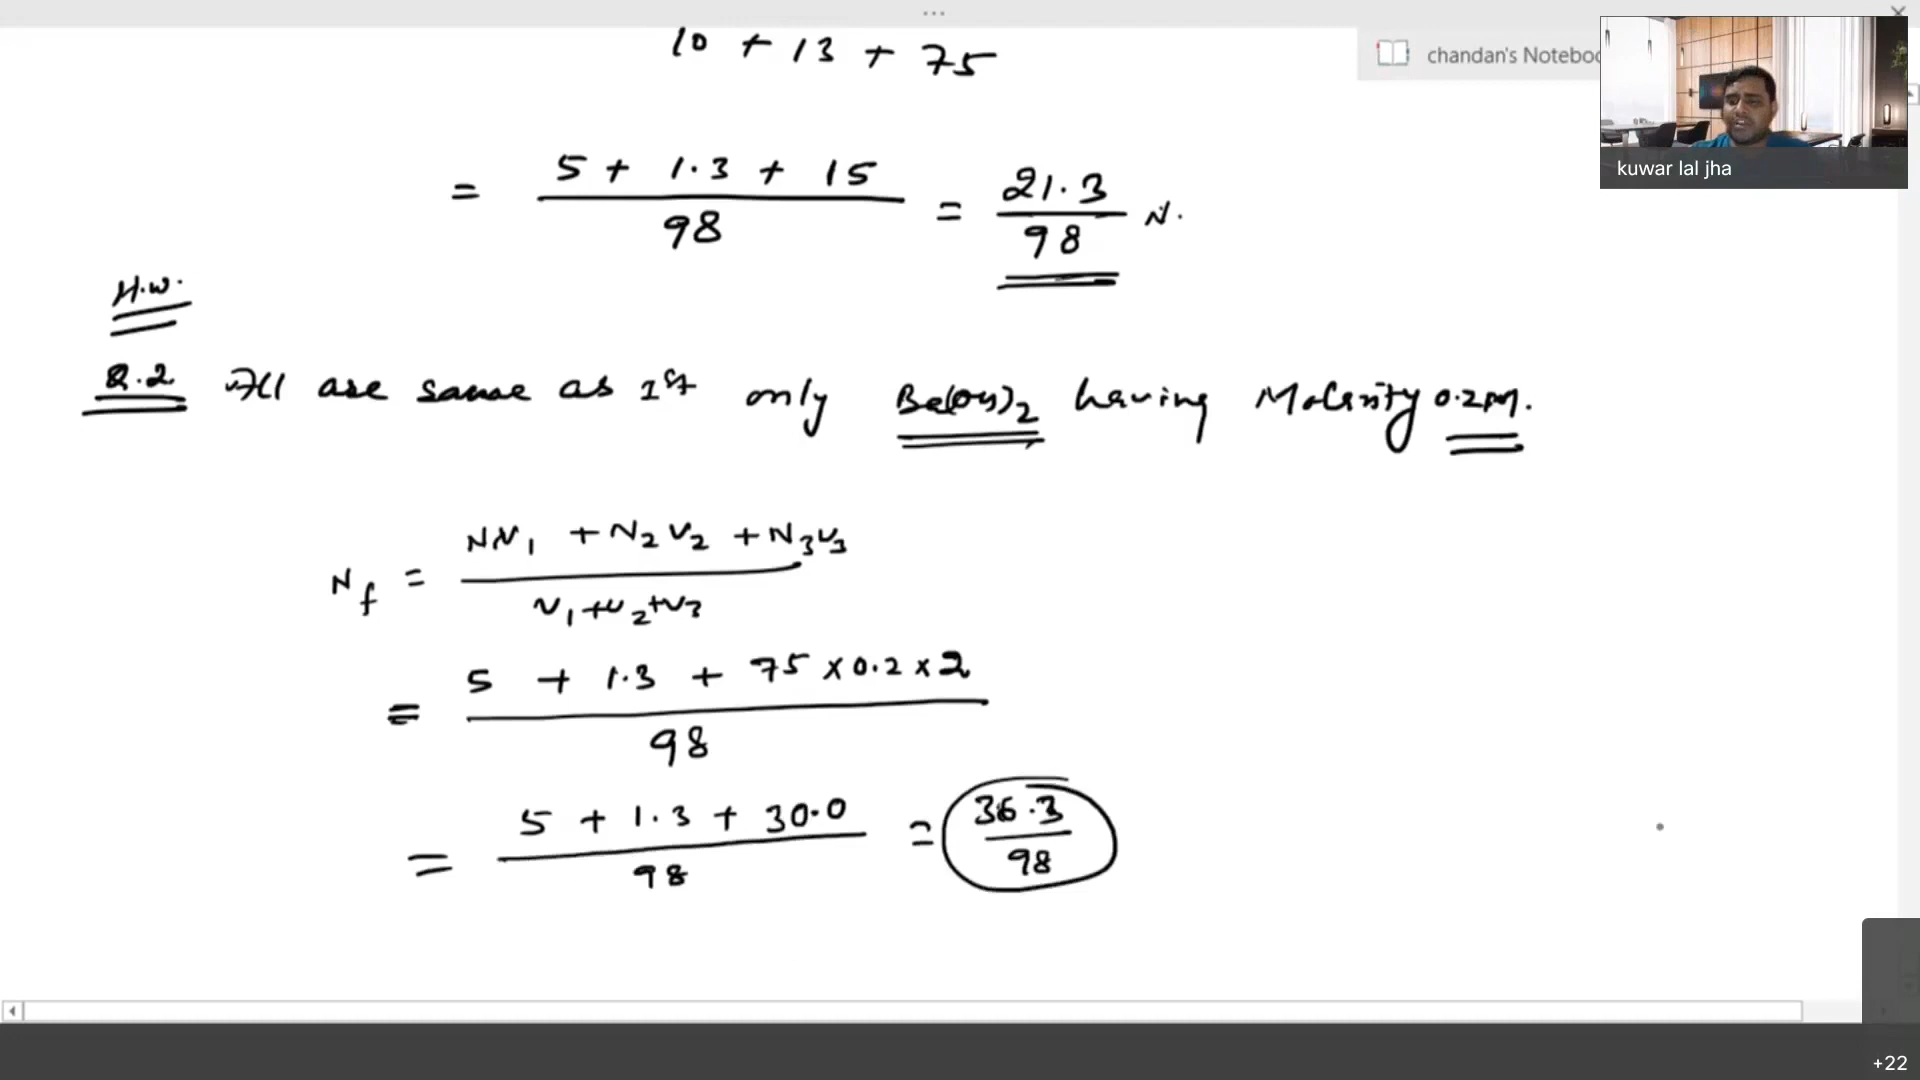 10 + 13 + 75
chandan's Noteboo
kuwar lal jha
= 5 + 1.3 + 15 / 98 = 21.3 / 98 N.
H.W.
Q.2 All are same as 1st only Be(OH)2 having Molarity 0.2M.
Nf = N1V1 + N2V2 + N3V3 / V1+V2+V3
= 5 + 1.3 + 75 x 0.2 x 2 / 98
= 5 + 1.3 + 30.0 / 98 = 36.3 / 98
+22